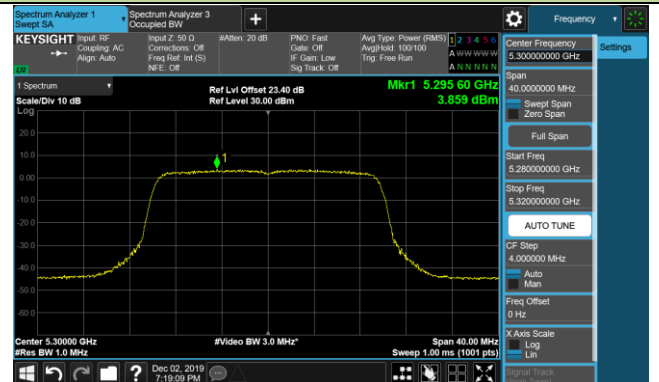 Spectrum Analyzer 1
Swept SA
Spectrum Analyzer 3
Occupied BW
Frequency
KEYSIGHT
Input: RF
Coupling: AC
Align: Auto
Input Z: 50 Ω
Corrections: Off
Freq Ref: Int (S)
NFE: Off
#Atten: 20 dB
PNO: Fast
Gate: Off
IF Gain: Low
Sig Track: Off
Avg Type: Power (RMS)
Avg|Hold: 100/100
Trig: Free Run
1 2 3 4 5 6
A W W W W W
A N N N N N
LXI
1 Spectrum
Scale/Div 10 dB
Log
Ref Lvl Offset 23.40 dB
Ref Level 30.00 dBm
Mkr1 5.295 60 GHz
3.859 dBm
20.0
10.0
0.00
-10.0
-20.0
-30.0
-40.0
-50.0
-60.0
1
Center 5.30000 GHz
#Res BW 1.0 MHz
#Video BW 3.0 MHz*
Span 40.00 MHz
Sweep 1.00 ms (1001 pts)
Dec 02, 2019
7:19:09 PM
Center Frequency
5.300000000 GHz
Span
40.0000000 MHz
Swept Span
Zero Span
Full Span
Start Freq
5.280000000 GHz
Stop Freq
5.320000000 GHz
AUTO TUNE
CF Step
4.000000 MHz
Auto
Man
Freq Offset
0 Hz
X Axis Scale
Log
Lin
Signal Track
Settings